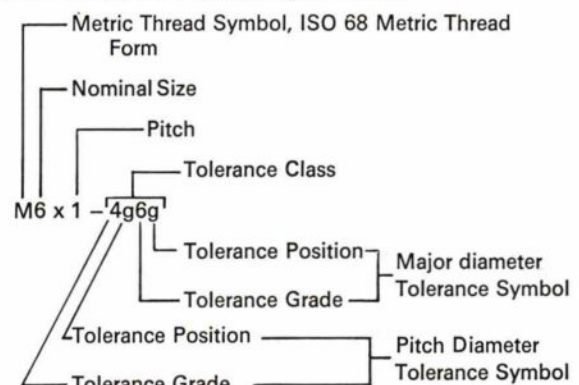 Metric Thread Symbol, ISO 68 Metric Thread
Form
Nominal Size
Pitch
Tolerance Class
M6 x 1 – 4g6g
Tolerance Position
Major diameter
Tolerance Symbol
Tolerance Grade
Tolerance Position
Pitch Diameter
Tolerance Symbol
Tolerance Grade